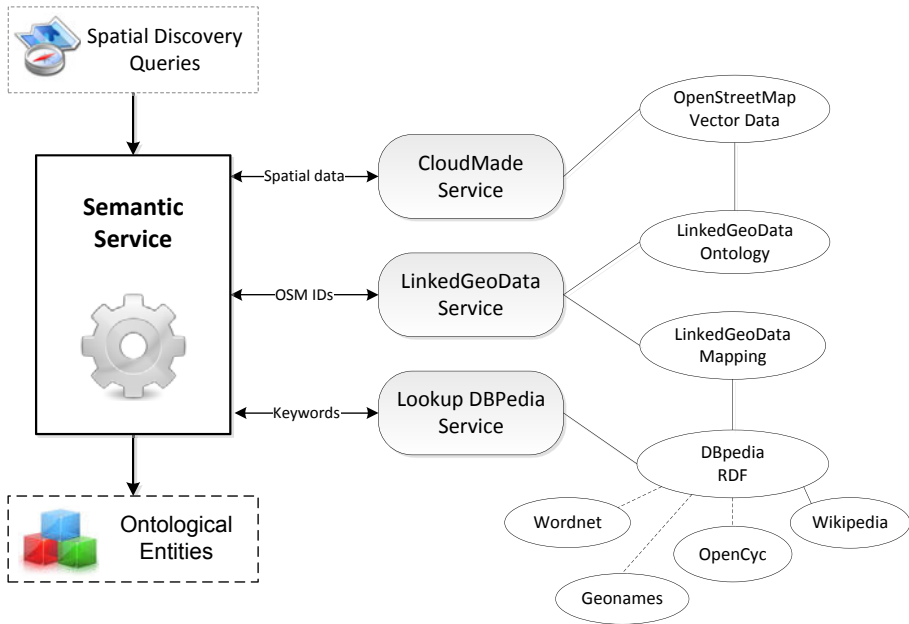 Spatial Discovery
Queries
Semantic
Service
Spatial data
OSM IDs
Keywords
CloudMade
Service
LinkedGeoData
Service
Lookup DBPedia
Service
OpenStreetMap
Vector Data
LinkedGeoData
Ontology
LinkedGeoData
Mapping
DBpedia
RDF
Wordnet
Geonames
OpenCyc
Wikipedia
Ontological
Entities